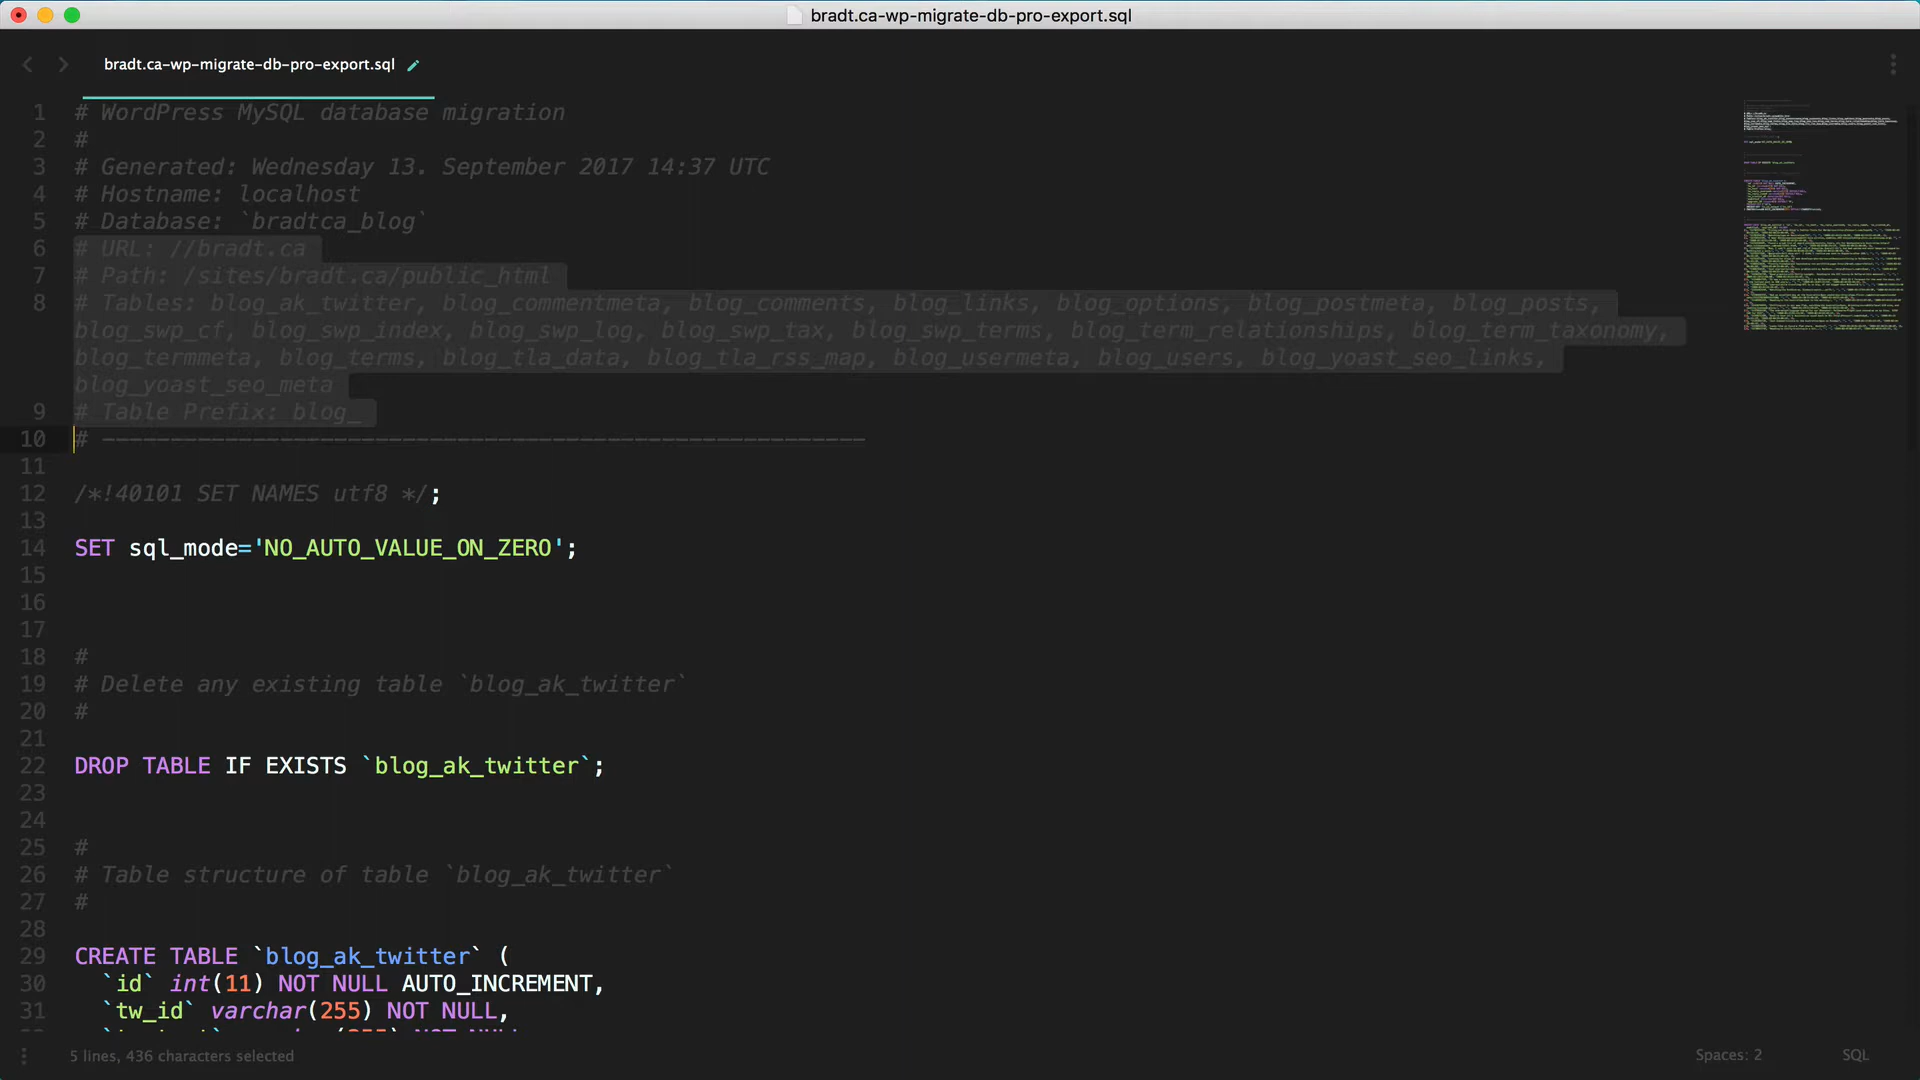 bradt.ca-wp-migrate-db-pro-export.sql
bradt.ca-wp-migrate-db-pro-export.sql
1 # WordPress MySQL database migration
2 #
3 # Generated: Wednesday 13. September 2017 14:37 UTC
4 # Hostname: localhost
5 # Database: `bradtca_blog`
6 # URL: //bradt.ca
7 # Path: /sites/bradt.ca/public_html
8 # Tables: blog_ak_twitter, blog_commentmeta, blog_comments, blog_links, blog_options, blog_postmeta, blog_posts,
blog_swp_cf, blog_swp_index, blog_swp_log, blog_swp_tax, blog_swp_terms, blog_term_relationships, blog_term_taxonomy,
blog_termmeta, blog_terms, blog_tla_data, blog_tla_rss_map, blog_usermeta, blog_users, blog_yoast_seo_links,
blog_yoast_seo_meta
9 # Table Prefix: blog_
10 # --------------------------------------------------------
11
12 /*!40101 SET NAMES utf8 */;
13
14 SET sql_mode='NO_AUTO_VALUE_ON_ZERO';
15
16
17
18 #
19 # Delete any existing table `blog_ak_twitter`
20 #
21
22 DROP TABLE IF EXISTS `blog_ak_twitter`;
23
24
25 #
26 # Table structure of table `blog_ak_twitter`
27 #
28
29 CREATE TABLE `blog_ak_twitter` (
30 `id` int(11) NOT NULL AUTO_INCREMENT,
31 `tw_id` varchar(255) NOT NULL,
5 lines, 436 characters selected
Spaces: 2
SQL